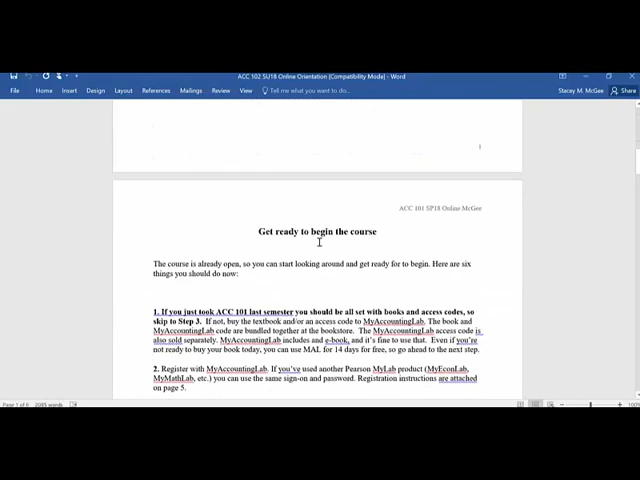 ACC 102 SU18 Online Orientation [Compatibility Mode] - Word
File Home Insert Design Layout References Mailings Review View Tell me what you want to do... Stacey M. McGee Share
1
ACC 101 SP18 Online McGee
Get ready to begin the course
The course is already open, so you can start looking around and get ready for to begin. Here are six
things you should do now:
1. If you just took ACC 101 last semester you should be all set with books and access codes, so
skip to Step 3. If not, buy the textbook and/or an access code to MyAccountingLab. The book and
MyAccountingLab code are bundled together at the bookstore. The MyAccountingLab access code is
also sold separately. MyAccountingLab includes and e-book, and it's fine to use that. Even if you're
not ready to buy your book today, you can use MAL for 14 days for free, so go ahead to the next step.
2. Register with MyAccountingLab. If you've used another Pearson MyLab product (MyEconLab,
MyMathLab, etc.) you can use the same sign-on and password. Registration instructions are attached
on page 5.
Page 1 of 6 2085 words 100%